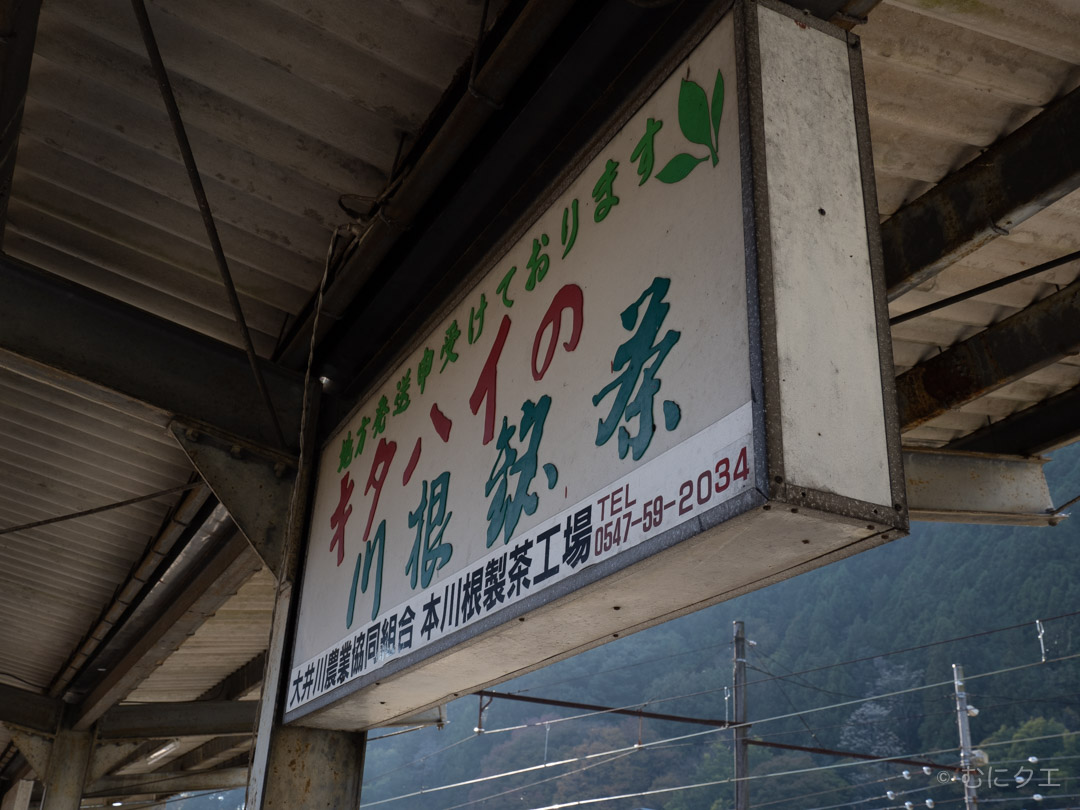 地方発送申受けております
キタハイの
川根銘茶
大井川農業協同組合 本川根製茶工場 TEL 0547-59-2034
© むにクエ